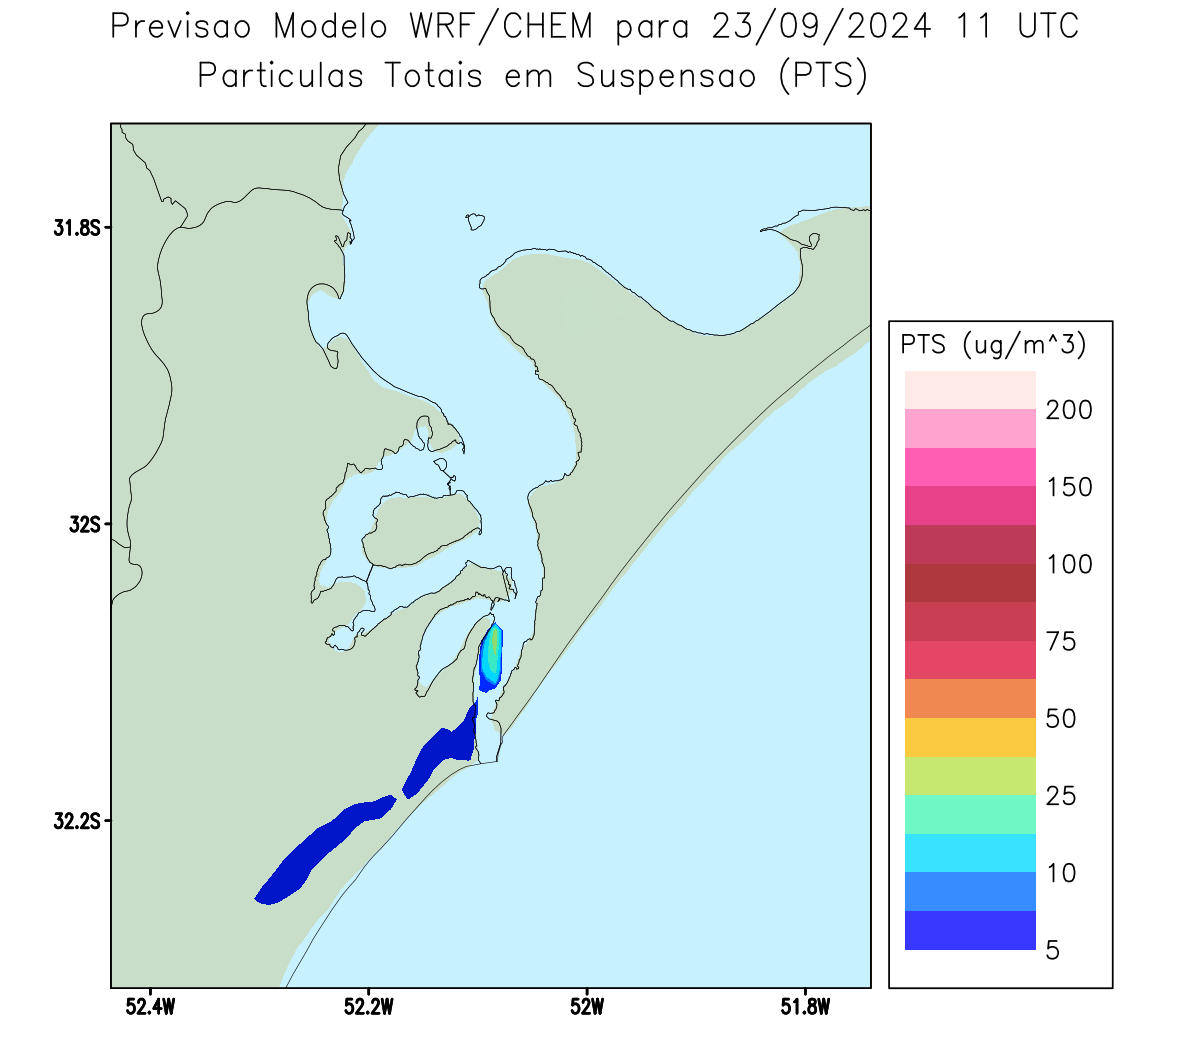 Previsao Modelo WRF/CHEM para 23/09/2024 11 UTC
Particulas Totais em Suspensao (PTS)
31.8S
32S
32.2S
52.4W
52.2W
52W
51.8W
PTS (ug/m^3)
200
150
100
75
50
25
10
5